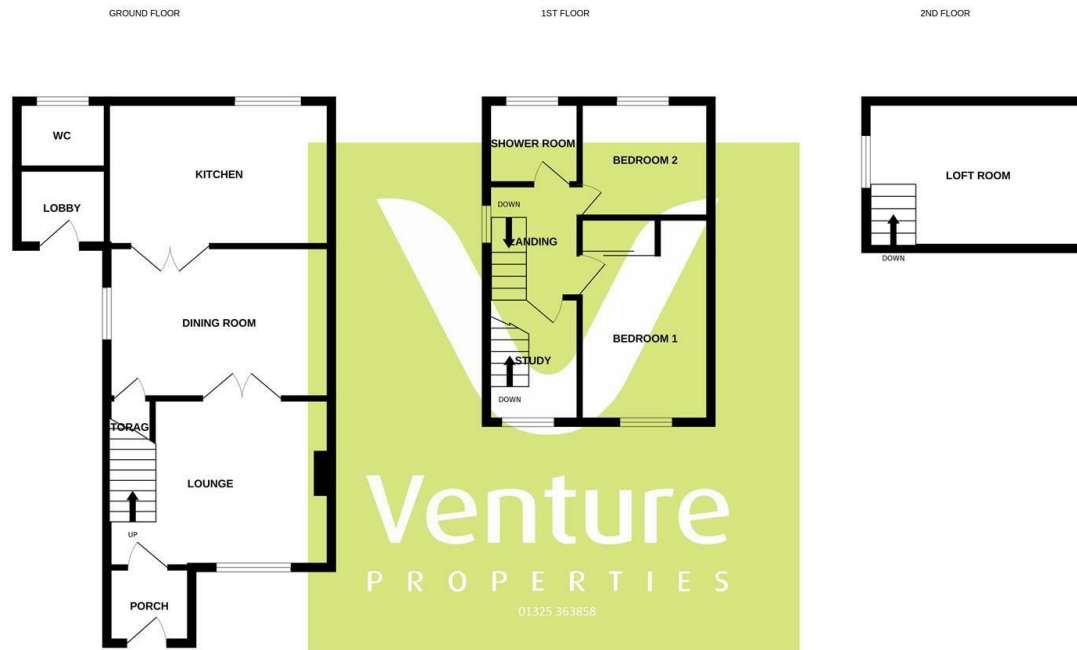 GROUND FLOOR
1ST FLOOR
2ND FLOOR
WC
KITCHEN
LOBBY
DINING ROOM
TORAG
LOUNGE
UP
PORCH
SHOWER ROOM
BEDROOM 2
DOWN
LANDING
BEDROOM 1
STUDY
DOWN
LOFT ROOM
DOWN
Venture
PROPERTIES
01325 363858